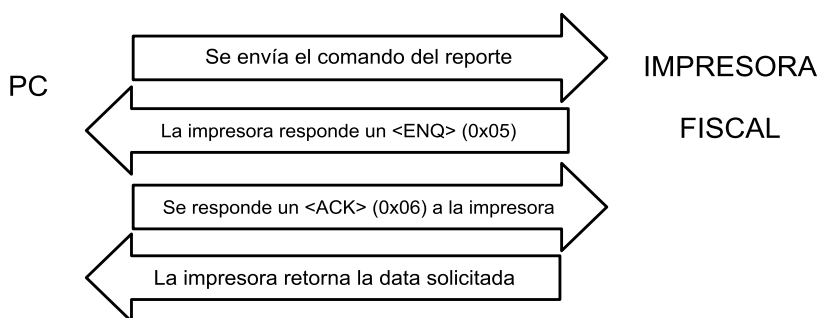 Se envía el comando del reporte
PC
IMPRESORA
FISCAL
La impresora responde un <ENQ> (0x05)
Se responde un <ACK> (0x06) a la impresora
La impresora retorna la data solicitada